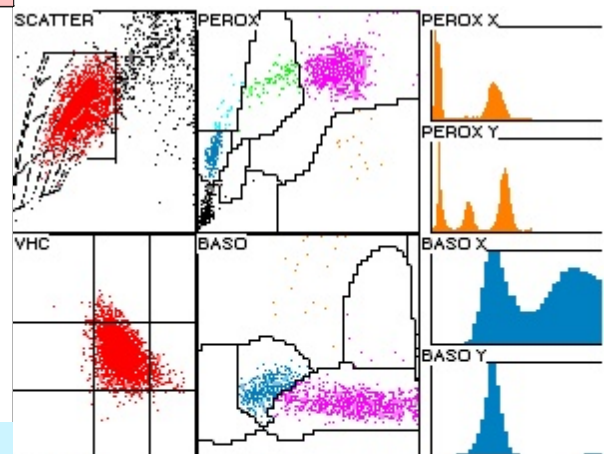 SCATTER
PEROX
PEROX X
PEROX Y
VHC
BASO
BASO X
BASO Y